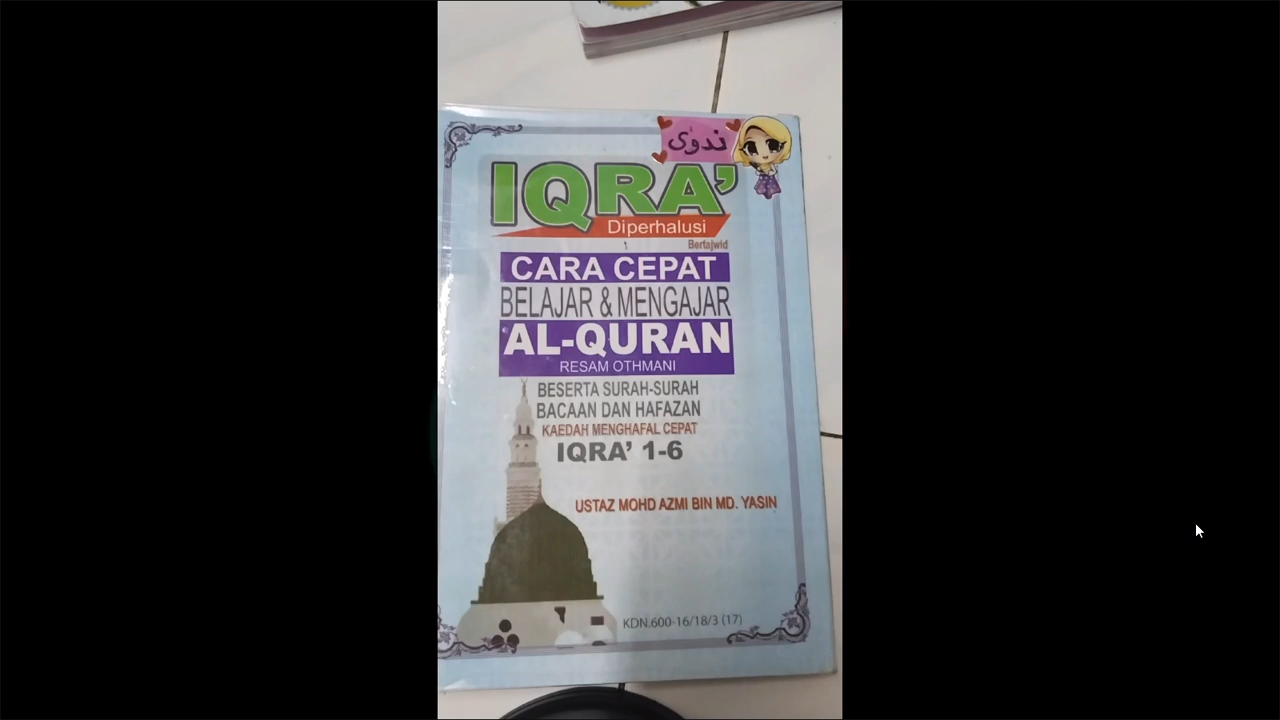 ندوى
IQRA'
Diperhalusi
Bertajwid
CARA CEPAT
BELAJAR & MENGAJAR
AL-QURAN
RESAM OTHMANI
BESERTA SURAH-SURAH
BACAAN DAN HAFAZAN
KAEDAH MENGHAFAL CEPAT
IQRA' 1-6
USTAZ MOHD AZMI BIN MD. YASIN
KDN.600-16/18/3 (17)